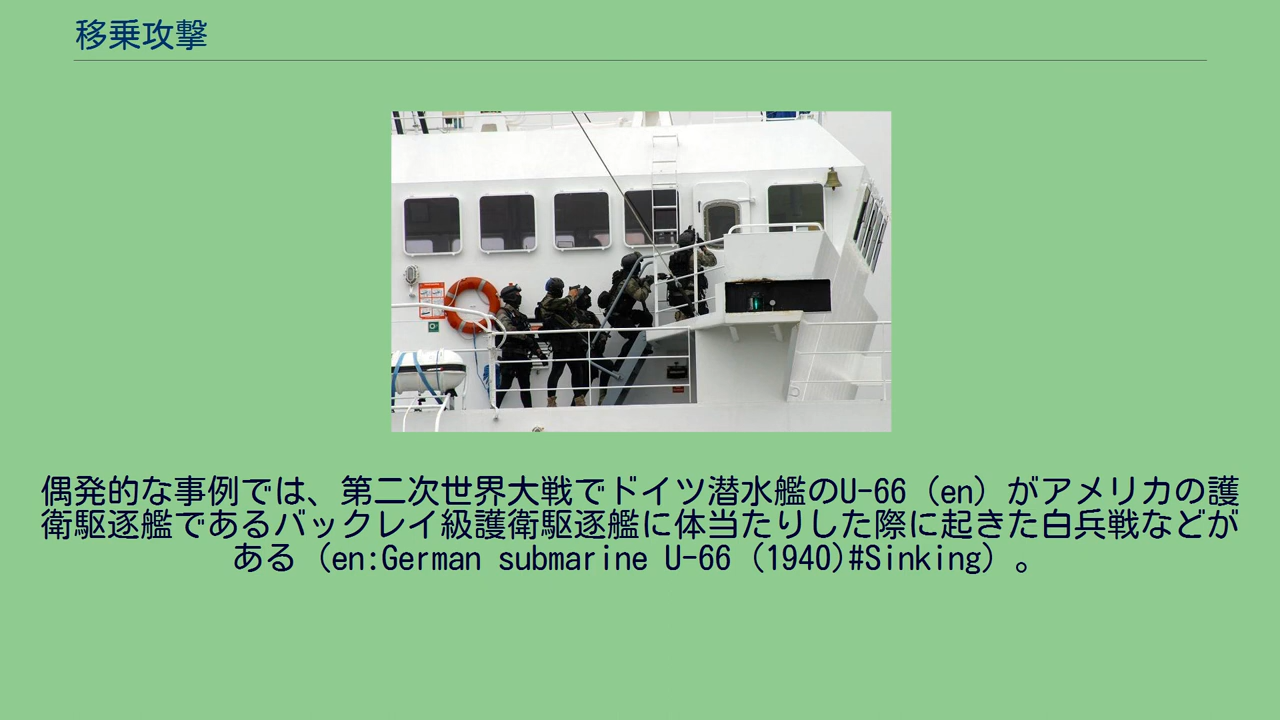 移乗攻撃
偶発的な事例では、第二次世界大戦でドイツ潜水艦のU-66（en）がアメリカの護
衛駆逐艦であるバックレイ級護衛駆逐艦に体当たりした際に起きた白兵戦などが
ある（en:German submarine U-66 (1940)#Sinking）。